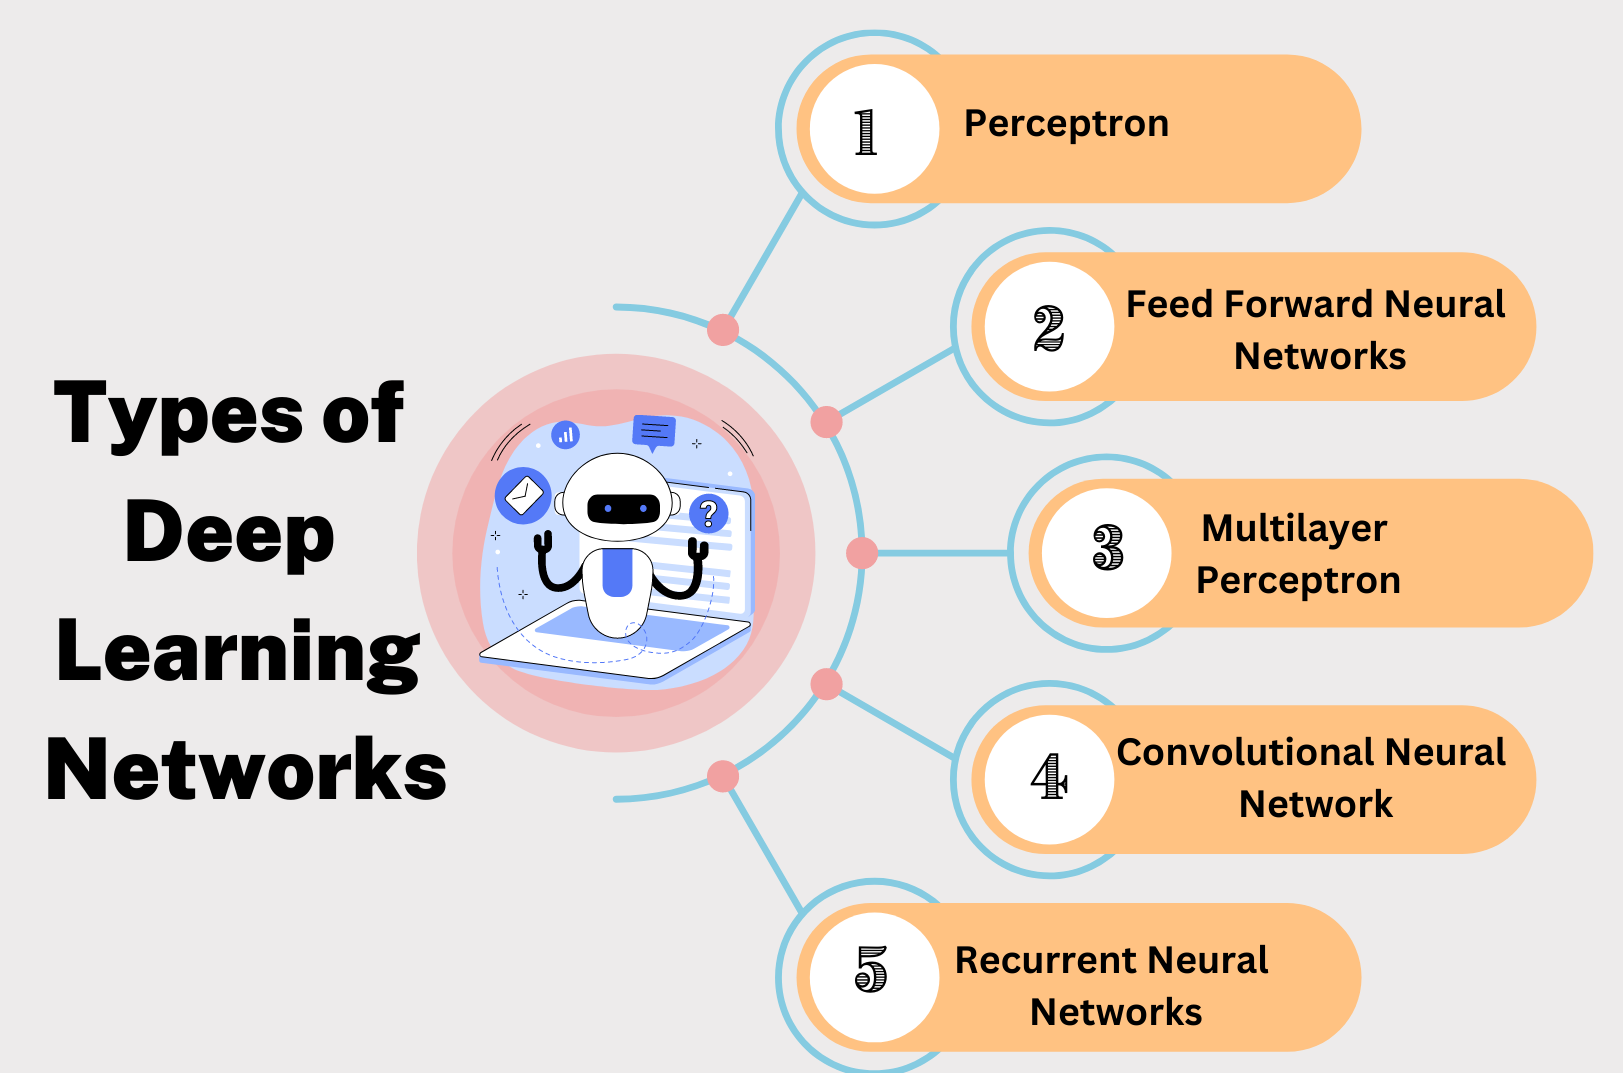 Types of
Deep
Learning
Networks
1
Perceptron
2
Feed Forward Neural
Networks
3
Multilayer
Perceptron
4
Convolutional Neural
Network
5
Recurrent Neural
Networks
?